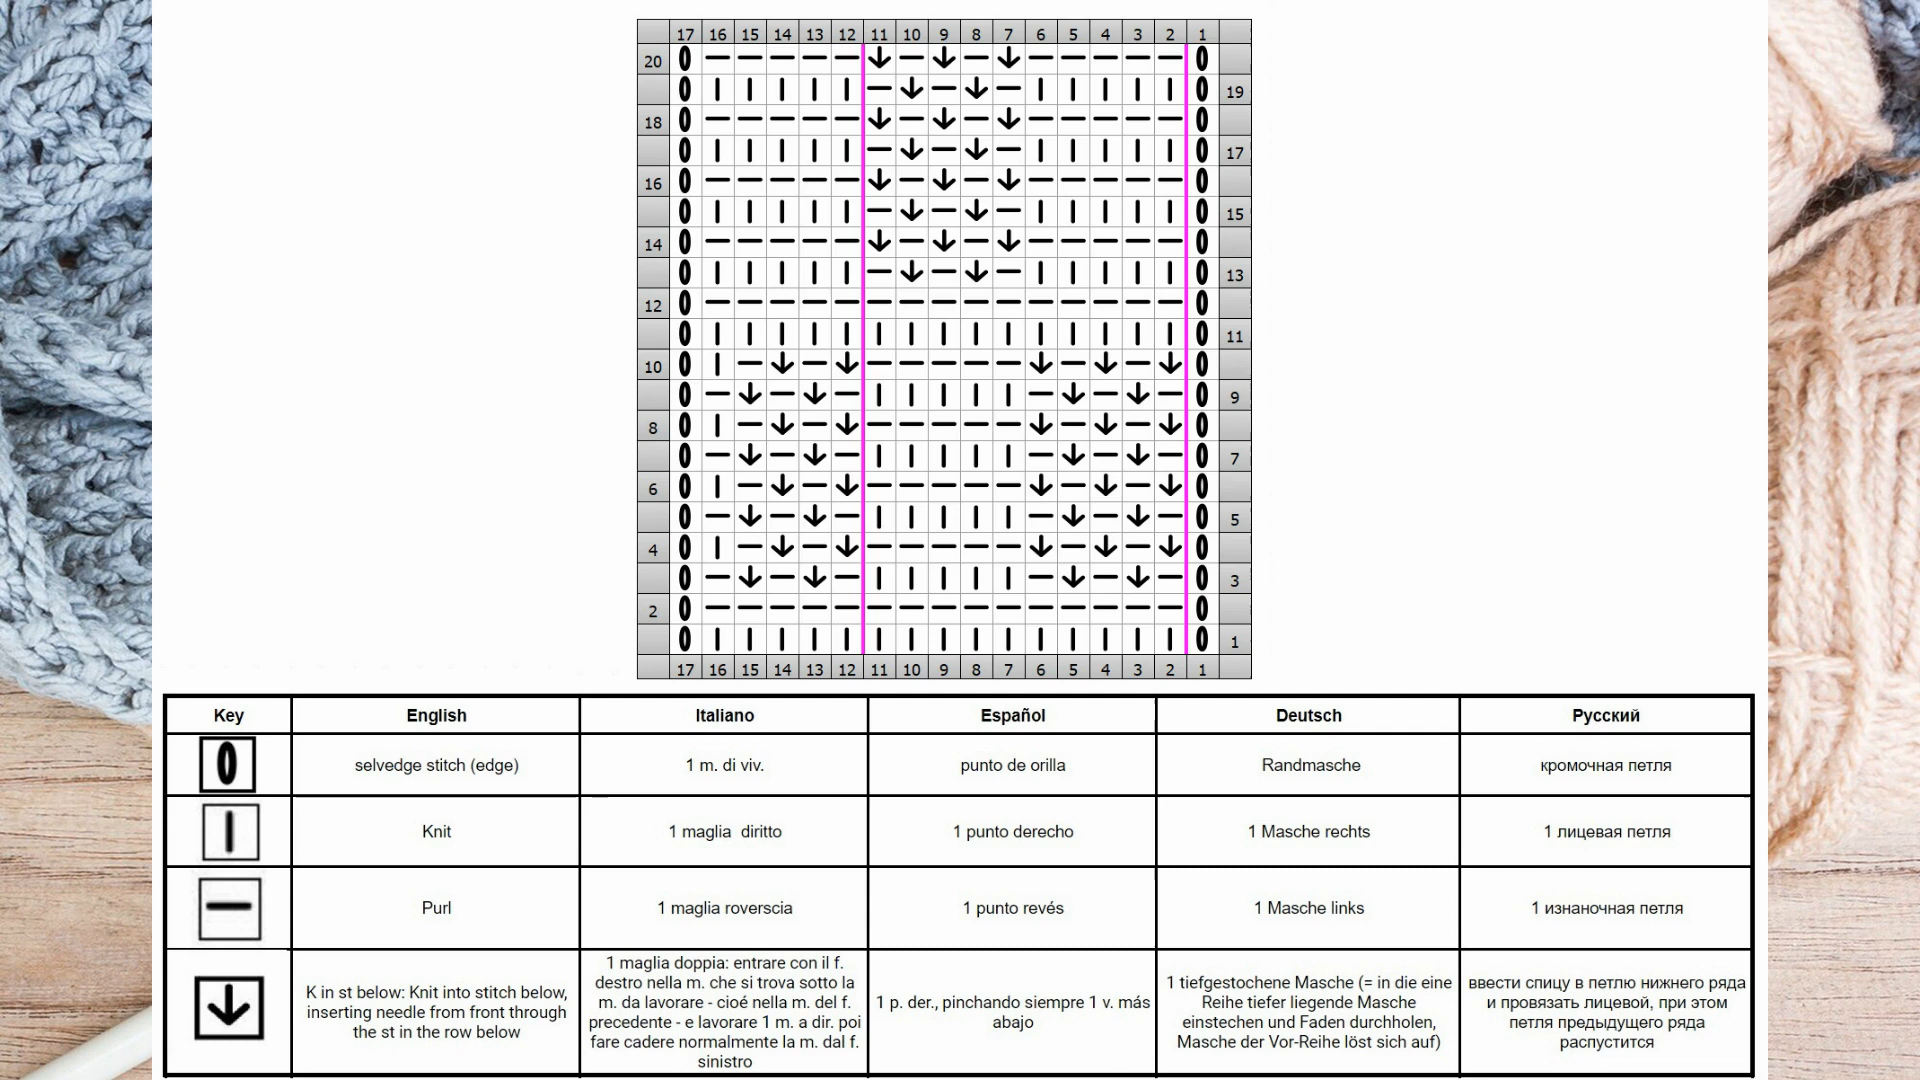 17 16 15 14 13 12 11 10 9 8 7 6 5 4 3 2 1
20
19
18
17
16
15
14
13
12
11
10
9
8
7
6
5
4
3
2
1
17 16 15 14 13 12 11 10 9 8 7 6 5 4 3 2 1
Key English Italiano Español Deutsch Русский
selvedge stitch (edge)
1 m. di viv.
punto de orilla
Randmasche
кромочная петля
Knit
1 maglia diritto
1 punto derecho
1 Masche rechts
1 лицевая петля
Purl
1 maglia roverscia
1 punto revés
1 Masche links
1 изнаночная петля
K in st below: Knit into stitch below,
inserting needle from front through
the st in the row below
1 maglia doppia: entrare con il f.
destro nella m. che si trova sotto la
m. da lavorare - cioé nella m. del f.
precedente - e lavorare 1 m. a dir. poi
fare cadere normalmente la m. dal f.
sinistro
1 p. der., pinchando siempre 1 v. más
abajo
1 tiefgestochene Masche (= in die eine
Reihe tiefer liegende Masche
einstechen und Faden durchholen,
Masche der Vor-Reihe löst sich auf)
ввести спицу в петлю нижнего ряда
и провязать лицевой, при этом
петля предыдущего ряда
распустится